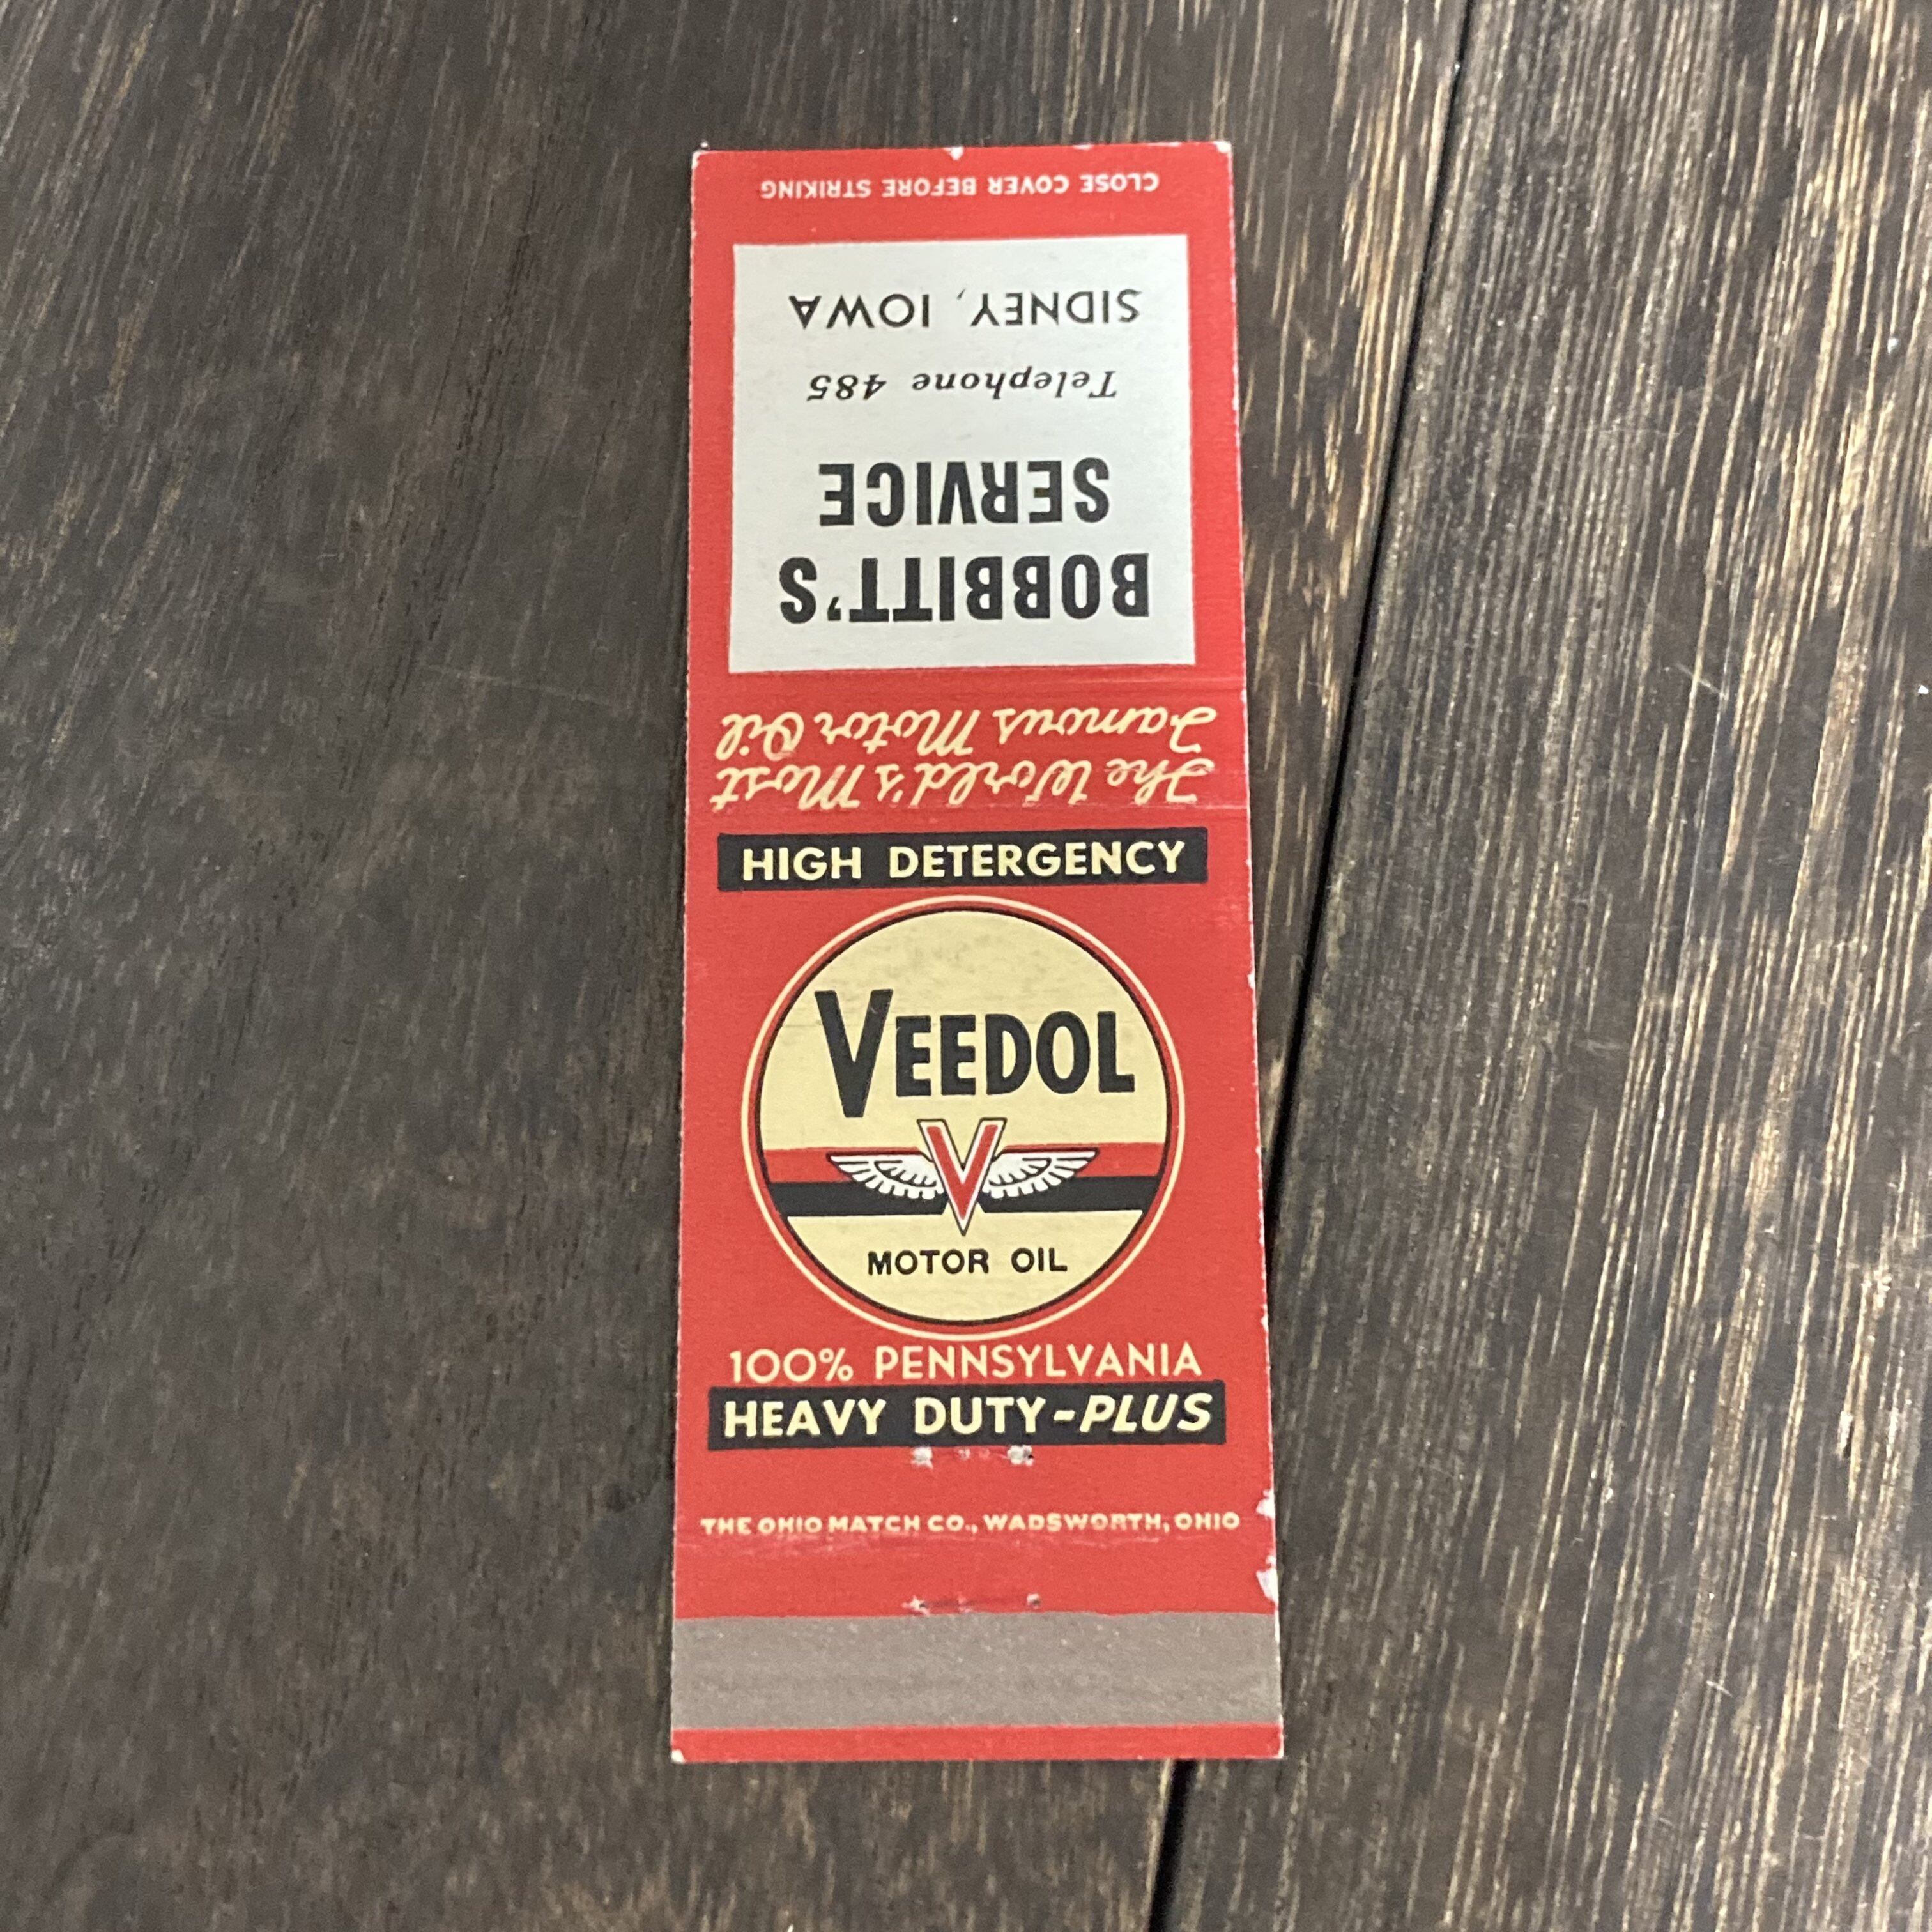 HIGH DETERGENCY
VEEDOL
V
MOTOR OIL
100% PENNSYLVANIA
HEAVY DUTY-PLUS
THE OHIO MATCH CO., WADSWORTH, OHIO
The World's Most
Famous Motor Oil
BOBBITT'S
SERVICE
Telephone 485
SIDNEY, IOWA
CLOSE COVER BEFORE STRIKING